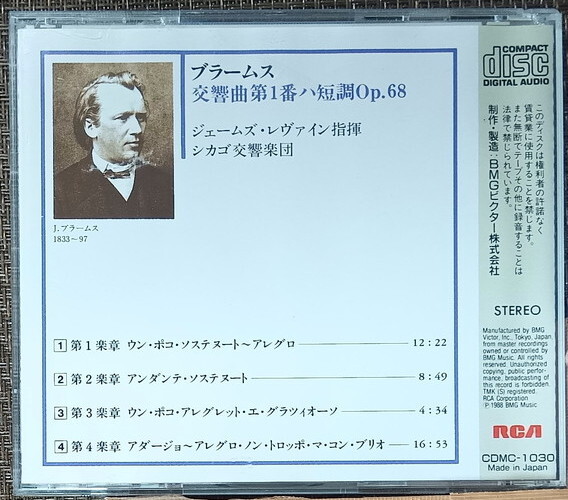 ブラームス
交響曲第1番ハ短調Op.68
ジェームズ・レヴァイン指揮
シカゴ交響楽団
J.ブラームス
1833〜97
1 第1楽章 ウン・ポコ・ソステヌート〜アレグロ 12:22
2 第2楽章 アンダンテ・ソステヌート 8:49
3 第3楽章 ウン・ポコ・アレグレット・エ・グラツィオーソ 4:34
4 第4楽章 アダージョ〜アレグロ・ノン・トロッポ・マ・コン・ブリオ 16:53
COMPACT
disc
DIGITAL AUDIO
このディスクは権利者の許諾なく
賃貸業に使用することを禁じます。
また無断でテープその他に録音することは
法律で禁じられています。
制作・製造:BMGビクター株式会社
STEREO
Manufactured by BMG
Victor, Inc., Tokyo, Japan,
from master recordings
owned or controlled by
BMG Music. All rights
reserved. Unauthorized
copying, public perfor-
mance, broadcasting of
this record is forbidden.
TMK (S) registered.
RCA Corporation
℗ 1988 BMG Music
RCA
CDMC-1030
Made in Japan